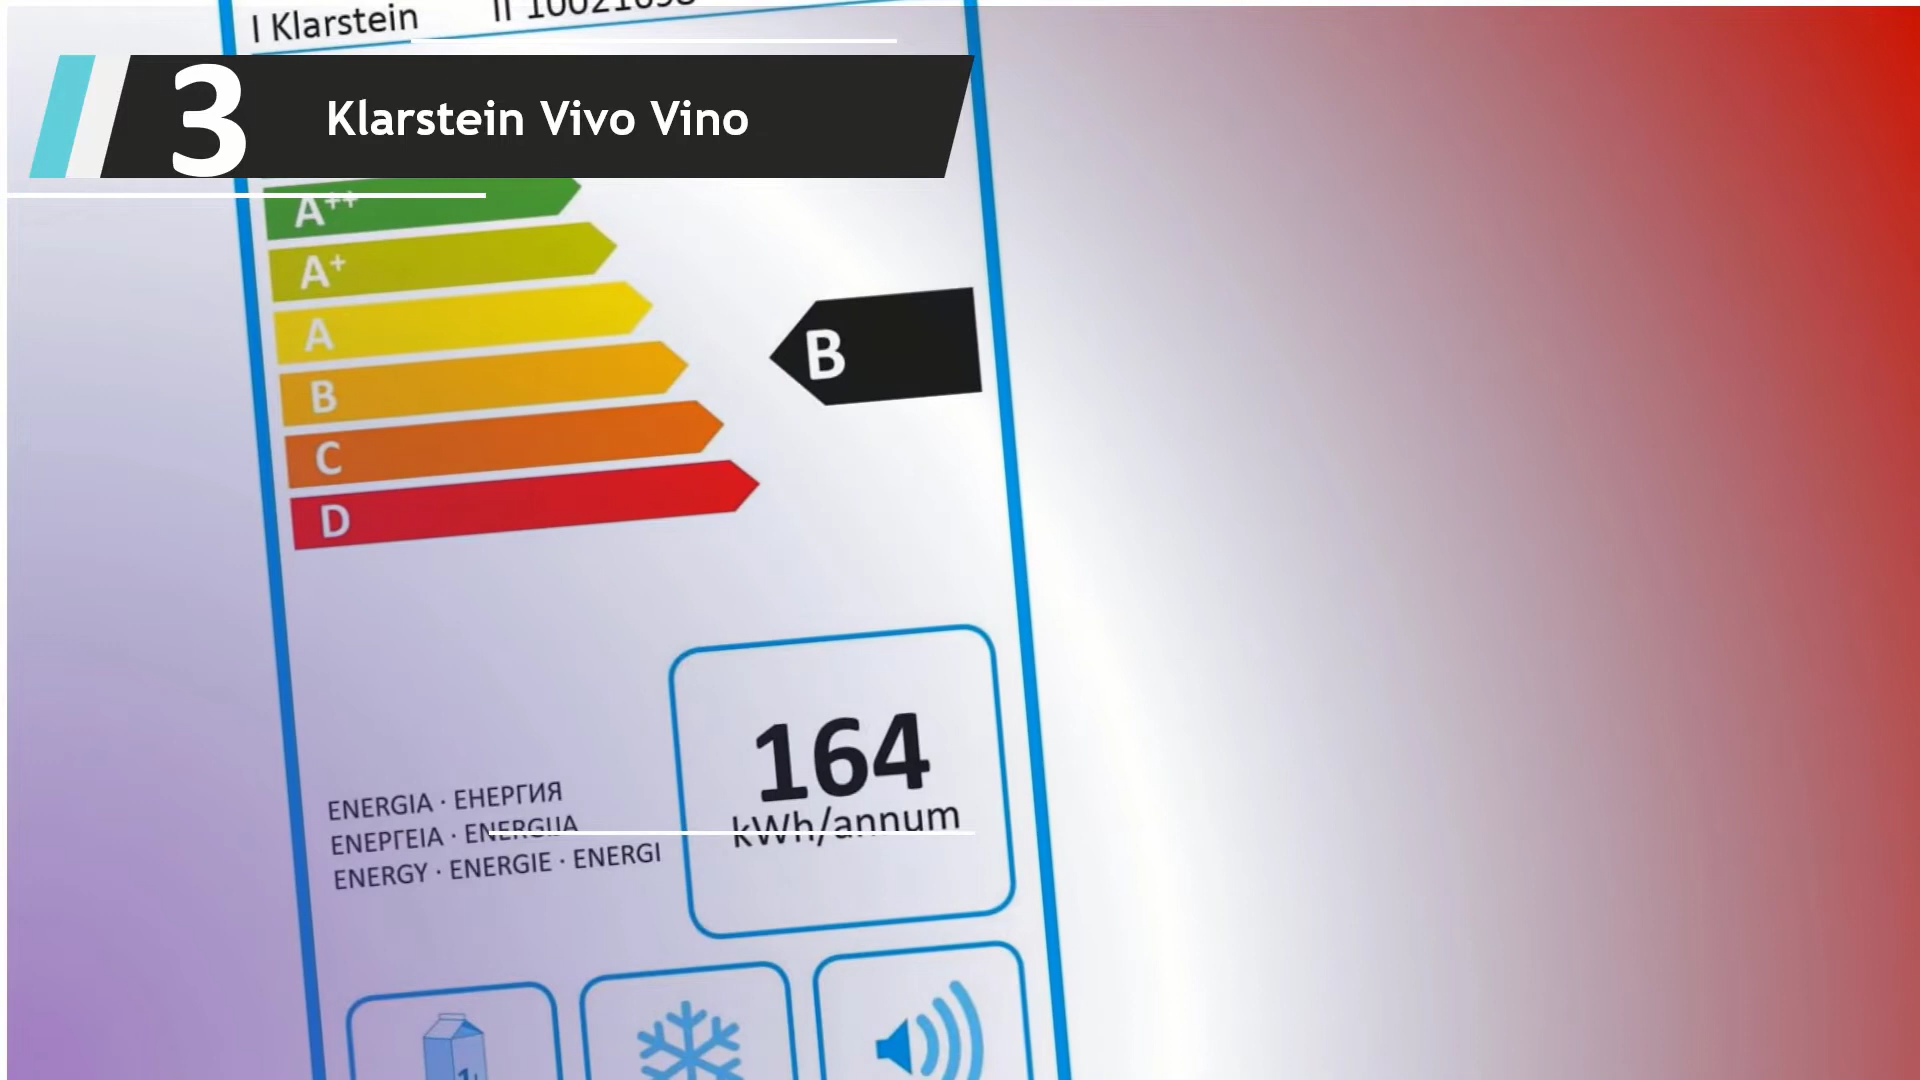 I Klarstein
3 Klarstein Vivo Vino
A++
A+
A
B
B
C
D
164
kWh/annum
ENERGIA · ЕНЕРГИЯ
ΕΝΕΡΓΕΙΑ · ENERGIJA
ENERGY · ENERGIE · ENERGI